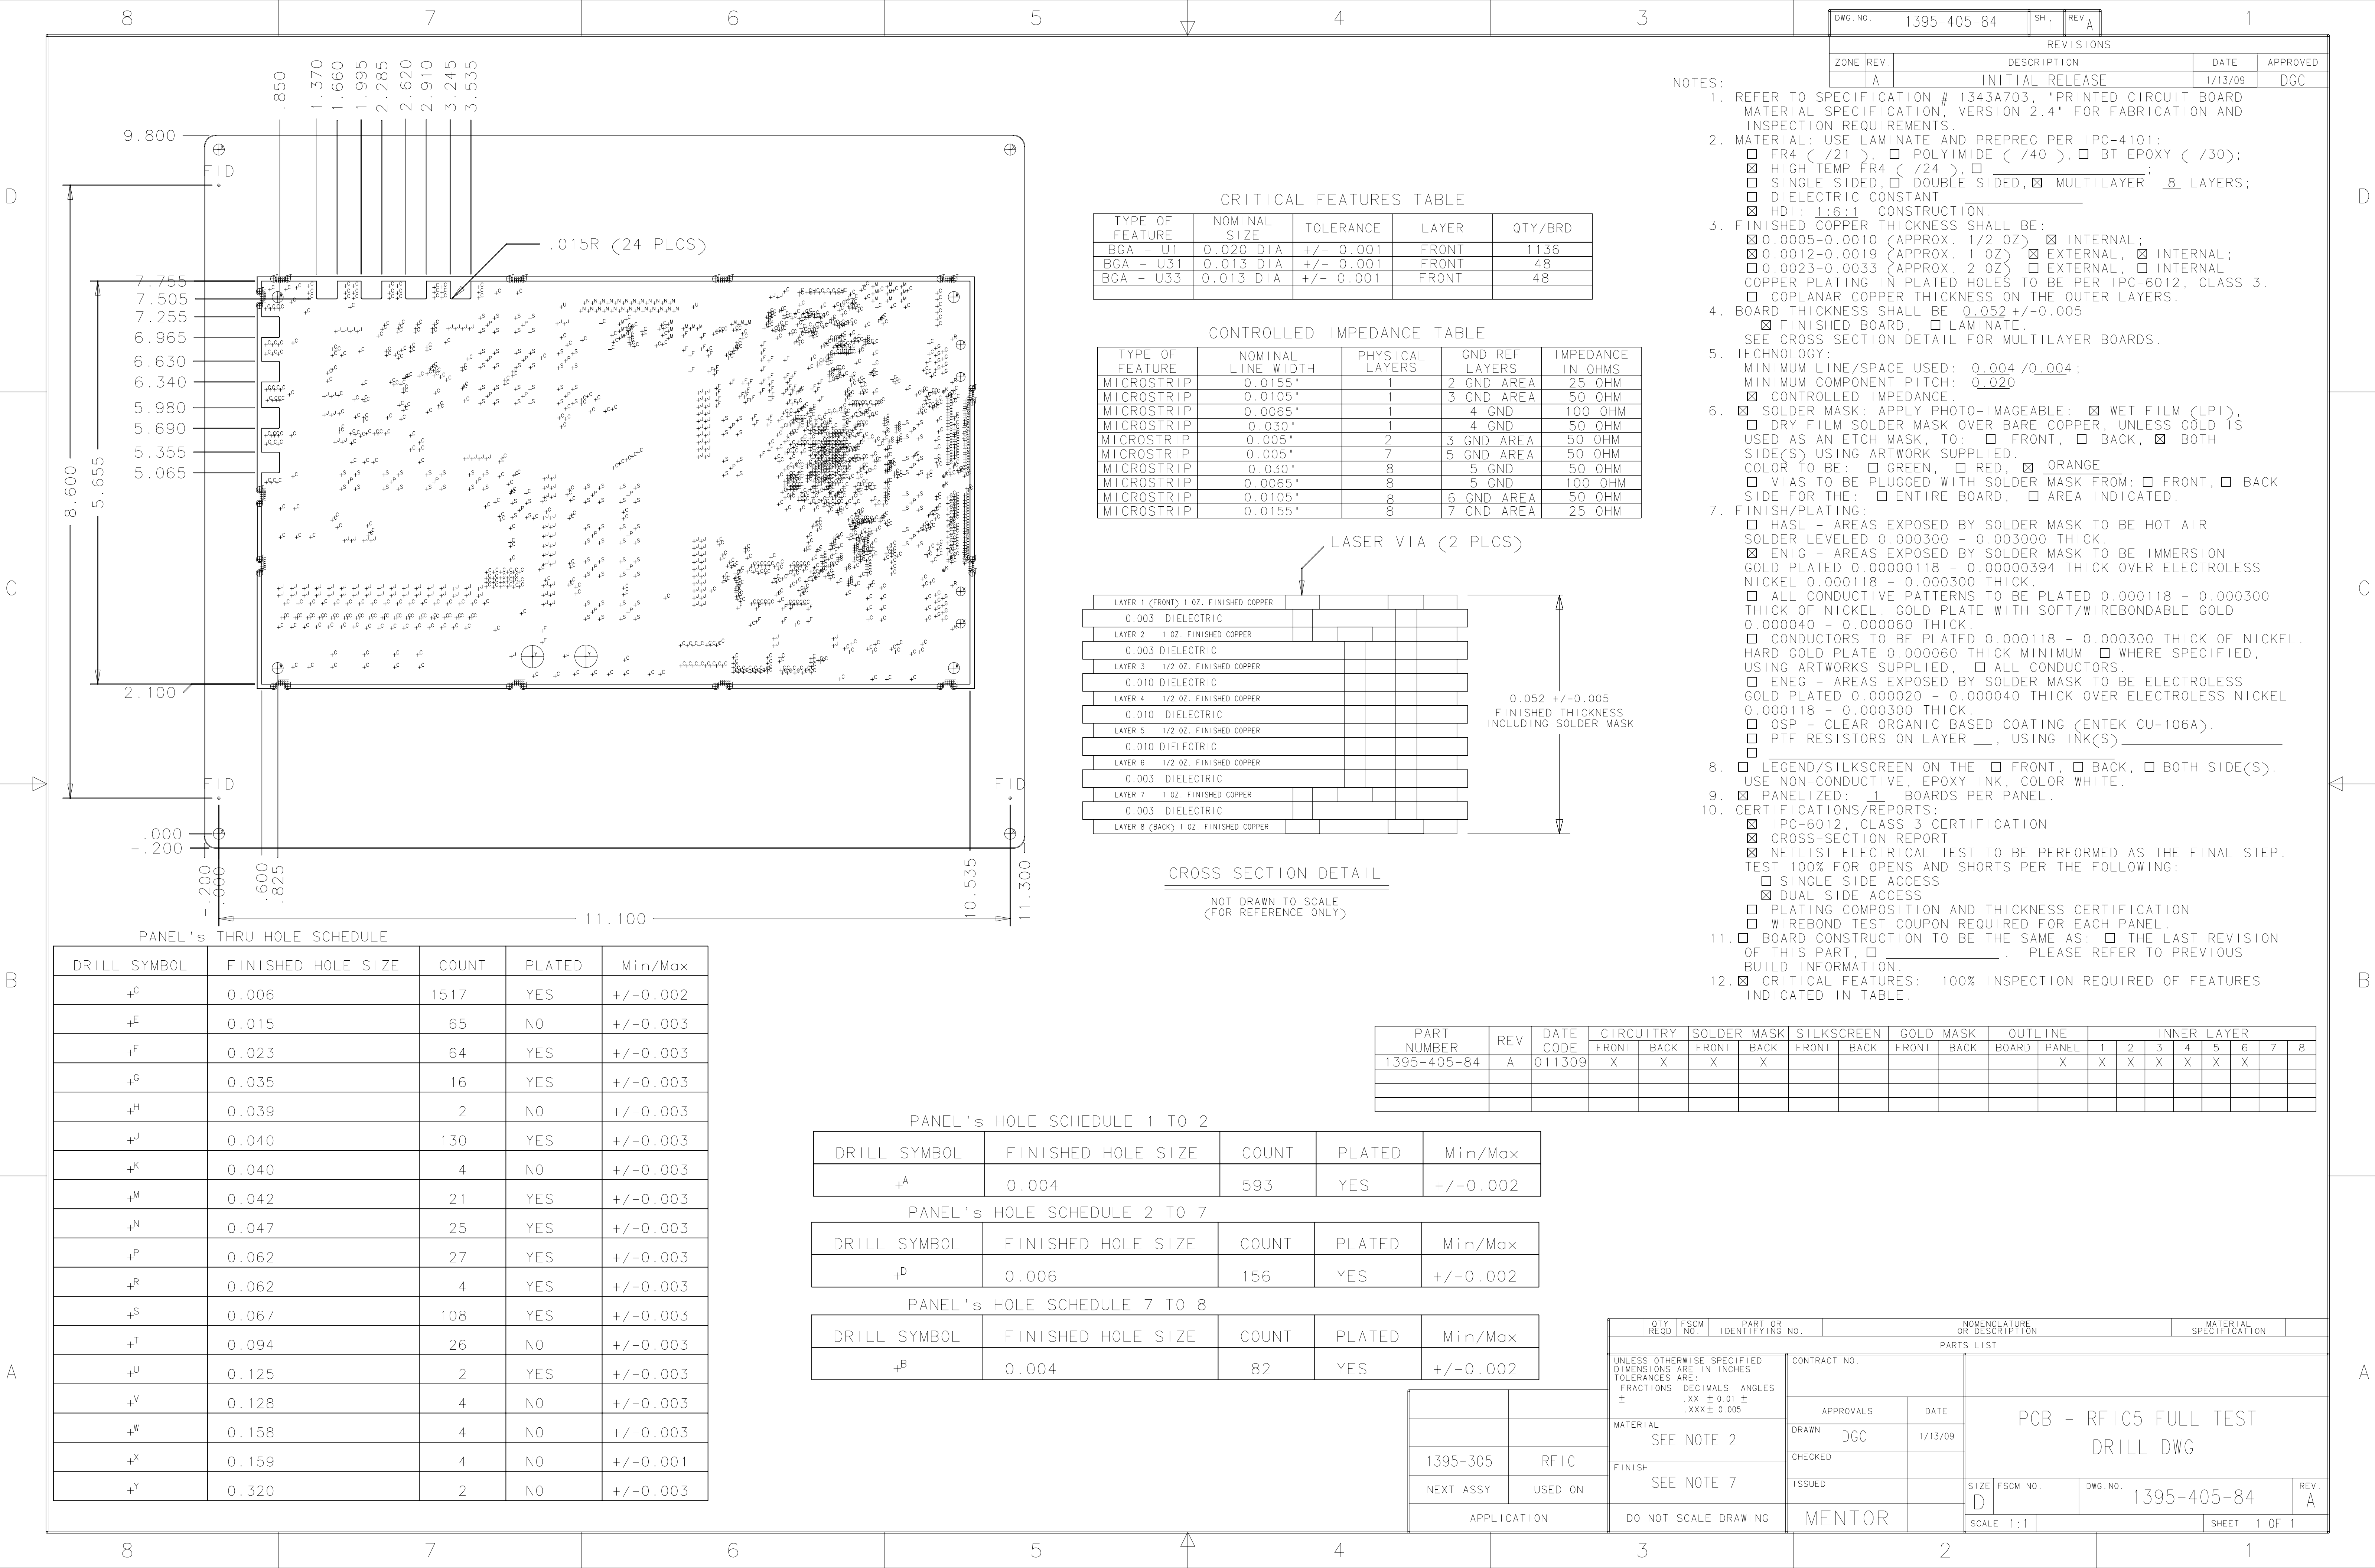 8 7 6 5 4 3 1
DWG.NO. 1395-405-84 SH 1 REV. A
REVISIONS
ZONE REV. DESCRIPTION DATE APPROVED
A INITIAL RELEASE 1/13/09 DGC
D
C
B
A
.850 1.370 1.660 1.995 2.285 2.620 2.910 3.245 3.535
9.800
FID
.015R (24 PLCS)
7.755
7.505
7.255
6.965
6.630
6.340
5.980
5.690
5.355
5.065
8.600
5.655
2.100
FID FID
.000
-.200
-.200 .000 .600 .825 10.535 11.300
11.100
CRITICAL FEATURES TABLE
TYPE OF FEATURE NOMINAL SIZE TOLERANCE LAYER QTY/BRD
BGA - U1 0.020 DIA +/- 0.001 FRONT 1136
BGA - U31 0.013 DIA +/- 0.001 FRONT 48
BGA - U33 0.013 DIA +/- 0.001 FRONT 48
CONTROLLED IMPEDANCE TABLE
TYPE OF FEATURE NOMINAL LINE WIDTH PHYSICAL LAYERS GND REF LAYERS IMPEDANCE IN OHMS
MICROSTRIP 0.0155" 1 2 GND AREA 25 OHM
MICROSTRIP 0.0105" 1 3 GND AREA 50 OHM
MICROSTRIP 0.0065" 1 4 GND 100 OHM
MICROSTRIP 0.030" 1 4 GND 50 OHM
MICROSTRIP 0.005" 2 3 GND AREA 50 OHM
MICROSTRIP 0.005" 7 5 GND AREA 50 OHM
MICROSTRIP 0.030" 8 5 GND 50 OHM
MICROSTRIP 0.0065" 8 5 GND 100 OHM
MICROSTRIP 0.0105" 8 6 GND AREA 50 OHM
MICROSTRIP 0.0155" 8 7 GND AREA 25 OHM
LASER VIA (2 PLCS)
LAYER 1 (FRONT) 1 OZ. FINISHED COPPER
0.003 DIELECTRIC
LAYER 2 1 OZ. FINISHED COPPER
0.003 DIELECTRIC
LAYER 3 1/2 OZ. FINISHED COPPER
0.010 DIELECTRIC
LAYER 4 1/2 OZ. FINISHED COPPER
0.010 DIELECTRIC
LAYER 5 1/2 OZ. FINISHED COPPER
0.010 DIELECTRIC
LAYER 6 1/2 OZ. FINISHED COPPER
0.003 DIELECTRIC
LAYER 7 1 OZ. FINISHED COPPER
0.003 DIELECTRIC
LAYER 8 (BACK) 1 OZ. FINISHED COPPER
0.052 +/-0.005
FINISHED THICKNESS
INCLUDING SOLDER MASK
CROSS SECTION DETAIL
NOT DRAWN TO SCALE
(FOR REFERENCE ONLY)
NOTES:
1. REFER TO SPECIFICATION # 1343A703, "PRINTED CIRCUIT BOARD
MATERIAL SPECIFICATION, VERSION 2.4" FOR FABRICATION AND
INSPECTION REQUIREMENTS.
2. MATERIAL: USE LAMINATE AND PREPREG PER IPC-4101:
☐ FR4 ( /21 ), ☐ POLYIMIDE ( /40 ), ☐ BT EPOXY ( /30);
☒ HIGH TEMP FR4 ( /24 ), ☐ ;
☐ SINGLE SIDED, ☐ DOUBLE SIDED, ☒ MULTILAYER 8 LAYERS;
☐ DIELECTRIC CONSTANT
☒ HDI: 1:6:1 CONSTRUCTION.
3. FINISHED COPPER THICKNESS SHALL BE:
☒ 0.0005-0.0010 (APPROX. 1/2 OZ) ☒ INTERNAL;
☒ 0.0012-0.0019 (APPROX. 1 OZ) ☒ EXTERNAL, ☒ INTERNAL;
☐ 0.0023-0.0033 (APPROX. 2 OZ) ☐ EXTERNAL, ☐ INTERNAL
COPPER PLATING IN PLATED HOLES TO BE PER IPC-6012, CLASS 3.
☐ COPLANAR COPPER THICKNESS ON THE OUTER LAYERS.
4. BOARD THICKNESS SHALL BE 0.052 +/-0.005
☒ FINISHED BOARD, ☐ LAMINATE.
SEE CROSS SECTION DETAIL FOR MULTILAYER BOARDS.
5. TECHNOLOGY:
MINIMUM LINE/SPACE USED: 0.004 /0.004;
MINIMUM COMPONENT PITCH: 0.020
☒ CONTROLLED IMPEDANCE.
6. ☒ SOLDER MASK: APPLY PHOTO-IMAGEABLE: ☒ WET FILM (LPI),
☐ DRY FILM SOLDER MASK OVER BARE COPPER, UNLESS GOLD IS
USED AS AN ETCH MASK, TO: ☐ FRONT, ☐ BACK, ☒ BOTH
SIDE(S) USING ARTWORK SUPPLIED.
COLOR TO BE: ☐ GREEN, ☐ RED, ☒ ORANGE
☐ VIAS TO BE PLUGGED WITH SOLDER MASK FROM: ☐ FRONT, ☐ BACK
SIDE FOR THE: ☐ ENTIRE BOARD, ☐ AREA INDICATED.
7. FINISH/PLATING:
☐ HASL - AREAS EXPOSED BY SOLDER MASK TO BE HOT AIR
SOLDER LEVELED 0.000300 - 0.003000 THICK.
☒ ENIG - AREAS EXPOSED BY SOLDER MASK TO BE IMMERSION
GOLD PLATED 0.00000118 - 0.00000394 THICK OVER ELECTROLESS
NICKEL 0.000118 - 0.000300 THICK.
☐ ALL CONDUCTIVE PATTERNS TO BE PLATED 0.000118 - 0.000300
THICK OF NICKEL. GOLD PLATE WITH SOFT/WIREBONDABLE GOLD
0.000040 - 0.000060 THICK.
☐ CONDUCTORS TO BE PLATED 0.000118 - 0.000300 THICK OF NICKEL.
HARD GOLD PLATE 0.000060 THICK MINIMUM ☐ WHERE SPECIFIED,
USING ARTWORKS SUPPLIED, ☐ ALL CONDUCTORS.
☐ ENEG - AREAS EXPOSED BY SOLDER MASK TO BE ELECTROLESS
GOLD PLATED 0.000020 - 0.000040 THICK OVER ELECTROLESS NICKEL
0.000118 - 0.000300 THICK.
☐ OSP - CLEAR ORGANIC BASED COATING (ENTEK CU-106A).
☐ PTF RESISTORS ON LAYER , USING INK(S)
☐
8. ☐ LEGEND/SILKSCREEN ON THE ☐ FRONT, ☐ BACK, ☐ BOTH SIDE(S).
USE NON-CONDUCTIVE, EPOXY INK, COLOR WHITE.
9. ☒ PANELIZED: 1 BOARDS PER PANEL.
10. CERTIFICATIONS/REPORTS:
☒ IPC-6012, CLASS 3 CERTIFICATION
☒ CROSS-SECTION REPORT
☒ NETLIST ELECTRICAL TEST TO BE PERFORMED AS THE FINAL STEP.
TEST 100% FOR OPENS AND SHORTS PER THE FOLLOWING:
☐ SINGLE SIDE ACCESS
☒ DUAL SIDE ACCESS
☐ PLATING COMPOSITION AND THICKNESS CERTIFICATION
☐ WIREBOND TEST COUPON REQUIRED FOR EACH PANEL.
11. ☐ BOARD CONSTRUCTION TO BE THE SAME AS: ☐ THE LAST REVISION
OF THIS PART, ☐ . PLEASE REFER TO PREVIOUS
BUILD INFORMATION.
12. ☒ CRITICAL FEATURES: 100% INSPECTION REQUIRED OF FEATURES
INDICATED IN TABLE.
PANEL's THRU HOLE SCHEDULE
DRILL SYMBOL FINISHED HOLE SIZE COUNT PLATED Min/Max
+C 0.006 1517 YES +/-0.002
+E 0.015 65 NO +/-0.003
+F 0.023 64 YES +/-0.003
+G 0.035 16 YES +/-0.003
+H 0.039 2 NO +/-0.003
+J 0.040 130 YES +/-0.003
+K 0.040 4 NO +/-0.003
+M 0.042 21 YES +/-0.003
+N 0.047 25 YES +/-0.003
+P 0.062 27 YES +/-0.003
+R 0.062 4 YES +/-0.003
+S 0.067 108 YES +/-0.003
+T 0.094 26 NO +/-0.003
+U 0.125 2 YES +/-0.003
+V 0.128 4 NO +/-0.003
+W 0.158 4 NO +/-0.003
+X 0.159 4 NO +/-0.001
+Y 0.320 2 NO +/-0.003
PANEL's HOLE SCHEDULE 1 TO 2
DRILL SYMBOL FINISHED HOLE SIZE COUNT PLATED Min/Max
+A 0.004 593 YES +/-0.002
PANEL's HOLE SCHEDULE 2 TO 7
DRILL SYMBOL FINISHED HOLE SIZE COUNT PLATED Min/Max
+D 0.006 156 YES +/-0.002
PANEL's HOLE SCHEDULE 7 TO 8
DRILL SYMBOL FINISHED HOLE SIZE COUNT PLATED Min/Max
+B 0.004 82 YES +/-0.002
PART NUMBER REV DATE CODE CIRCUITRY SOLDER MASK SILKSCREEN GOLD MASK OUTLINE INNER LAYER
FRONT BACK FRONT BACK FRONT BACK FRONT BACK BOARD PANEL 1 2 3 4 5 6 7 8
1395-405-84 A 011309 X X X X X X X X X X X
QTY REQD FSCM NO. PART OR IDENTIFYING NO. NOMENCLATURE OR DESCRIPTION MATERIAL SPECIFICATION
PARTS LIST
UNLESS OTHERWISE SPECIFIED
DIMENSIONS ARE IN INCHES
TOLERANCES ARE:
FRACTIONS DECIMALS ANGLES
± .XX ± 0.01 ±
.XXX ± 0.005
MATERIAL
SEE NOTE 2
FINISH
SEE NOTE 7
DO NOT SCALE DRAWING
1395-305 RFIC
NEXT ASSY USED ON
APPLICATION
CONTRACT NO.
APPROVALS DATE
DRAWN DGC 1/13/09
CHECKED
ISSUED
MENTOR
PCB - RFIC5 FULL TEST
DRILL DWG
SIZE D FSCM NO. DWG.NO. 1395-405-84 REV. A
SCALE 1:1 SHEET 1 OF 1
8 7 6 5 4 3 2 1